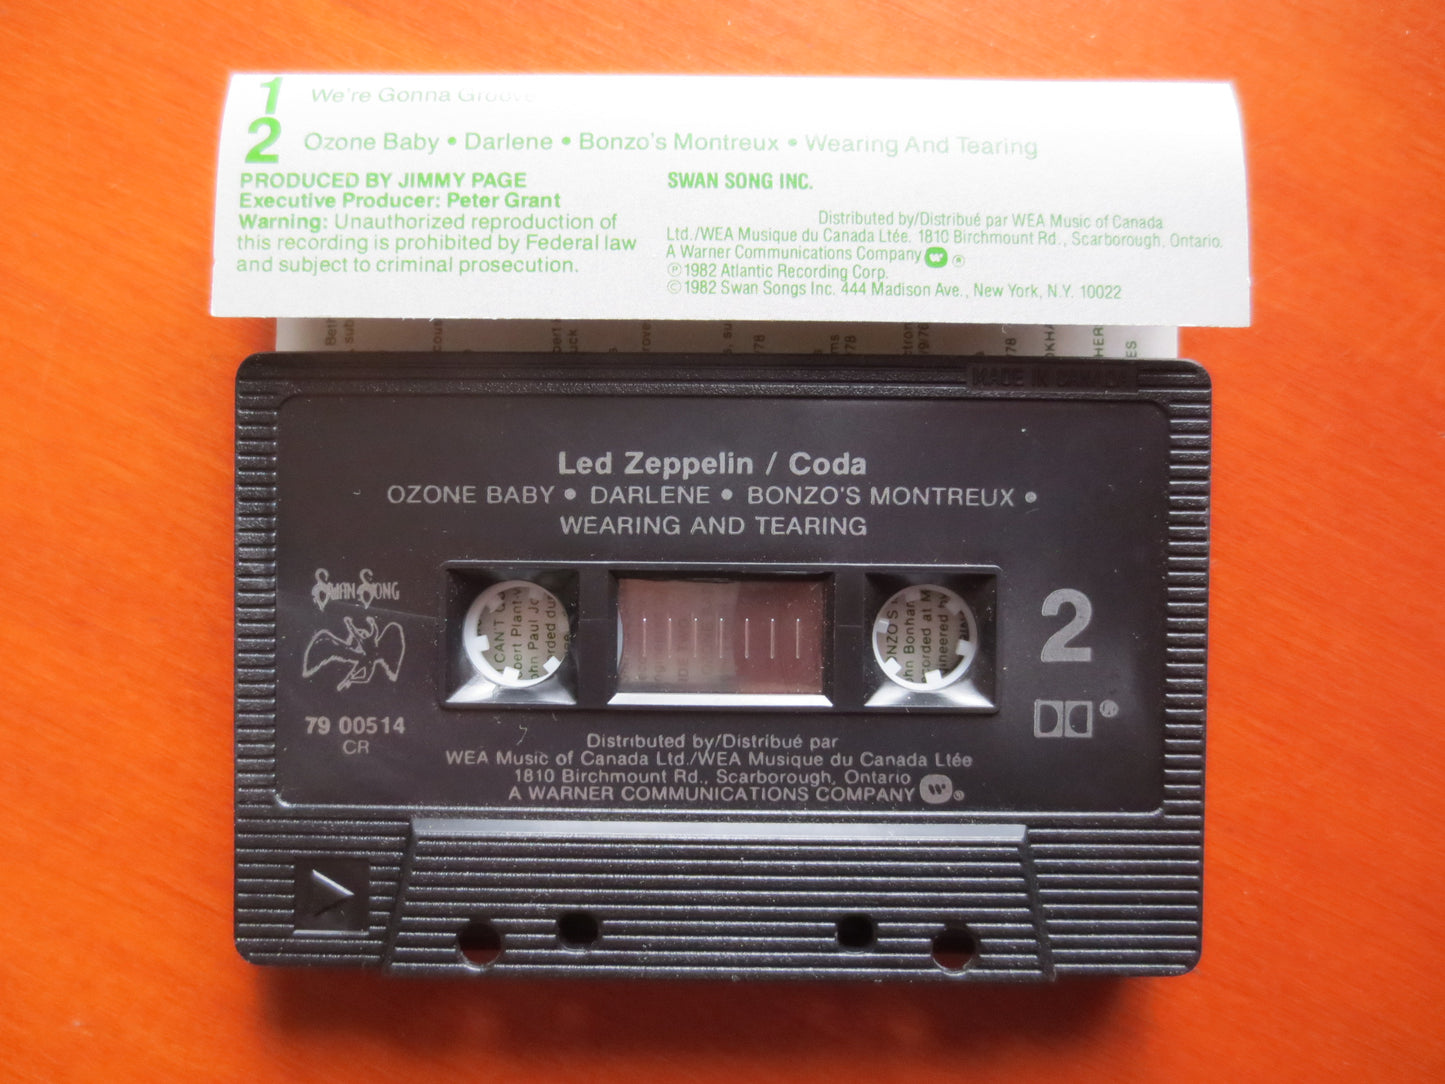 1 We're Gonna Groove
2 Ozone Baby • Darlene • Bonzo's Montreux • Wearing And Tearing
PRODUCED BY JIMMY PAGE
Executive Producer: Peter Grant
Warning: Unauthorized reproduction of
this recording is prohibited by Federal law
and subject to criminal prosecution.
SWAN SONG INC.
Distributed by/Distribué par WEA Music of Canada
Ltd./WEA Musique du Canada Ltée. 1810 Birchmount Rd., Scarborough, Ontario.
A Warner Communications Company ®
℗ 1982 Atlantic Recording Corp.
© 1982 Swan Songs Inc. 444 Madison Ave., New York, N.Y. 10022
MADE IN CANADA
Led Zeppelin / Coda
OZONE BABY • DARLENE • BONZO'S MONTREUX •
WEARING AND TEARING
SWAN SONG
79 00514
CR
2
®
Distributed by/Distribué par
WEA Music of Canada Ltd./WEA Musique du Canada Ltée
1810 Birchmount Rd., Scarborough, Ontario
A WARNER COMMUNICATIONS COMPANY ®